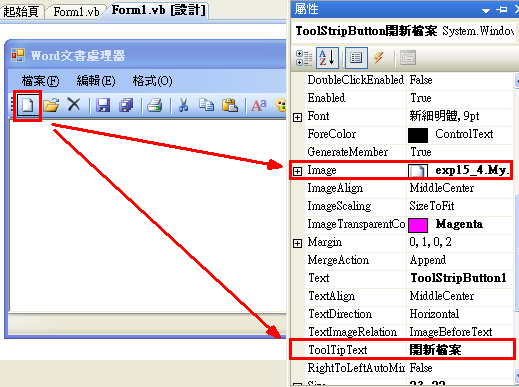 起始頁 Form1.vb Form1.vb [設計]
Word文書處理器
檔案(F) 編輯(E) 格式(O)
屬性
ToolStripButton開新檔案 System.Window
DoubleClickEnabled False
Enabled True
Font 新細明體, 9pt
ForeColor ControlText
GenerateMember True
Image exp15_4.My.
ImageAlign MiddleCenter
ImageScaling SizeToFit
ImageTransparentCo Magenta
Margin 0, 1, 0, 2
MergeAction Append
Text ToolStripButton1
TextAlign MiddleCenter
TextDirection Horizontal
TextImageRelation ImageBeforeText
ToolTipText 開新檔案
RightToLeftAutoMir False
Size 23, 22